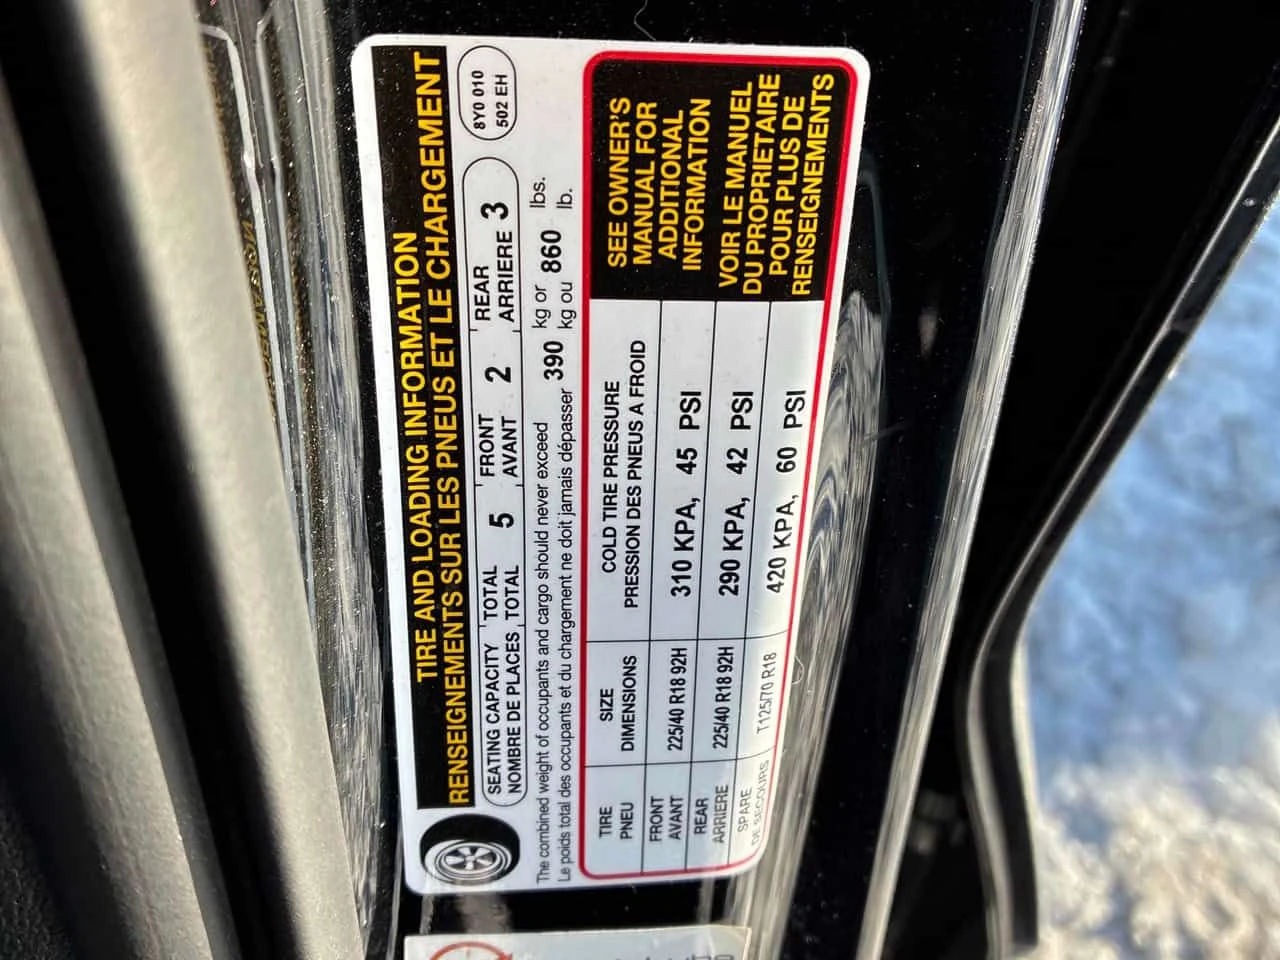 TIRE AND LOADING INFORMATION
RENSEIGNEMENTS SUR LES PNEUS ET LE CHARGEMENT
SEATING CAPACITY TOTAL 5 FRONT 2 REAR 3
NOMBRE DE PLACES TOTAL AVANT ARRIERE
8Y0 010
502 EH
The combined weight of occupants and cargo should never exceed 390 kg or 860 lbs.
Le poids total des occupants et du chargement ne doit jamais dépasser kg ou lb.
TIRE SIZE COLD TIRE PRESSURE
PNEU DIMENSIONS PRESSION DES PNEUS A FROID
FRONT 225/40 R18 92H 310 KPA, 45 PSI
AVANT
REAR 225/40 R18 92H 290 KPA, 42 PSI
ARRIERE
SPARE T125/70 R18 420 KPA, 60 PSI
DE SECOURS
SEE OWNER'S
MANUAL FOR
ADDITIONAL
INFORMATION
VOIR LE MANUEL
DU PROPRIETAIRE
POUR PLUS DE
RENSEIGNEMENTS